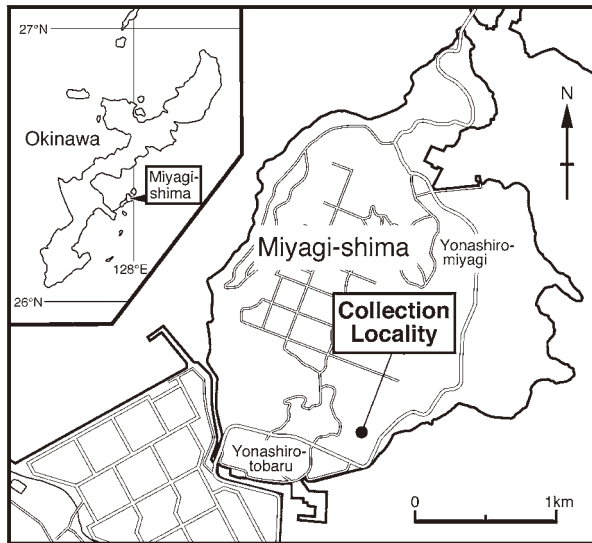 27°N
Okinawa
Miyagi-
shima
128°E
26°N
N
Miyagi-shima
Yonashiro-
miyagi
Collection
Locality
Yonashiro-
tobaru
0
1km